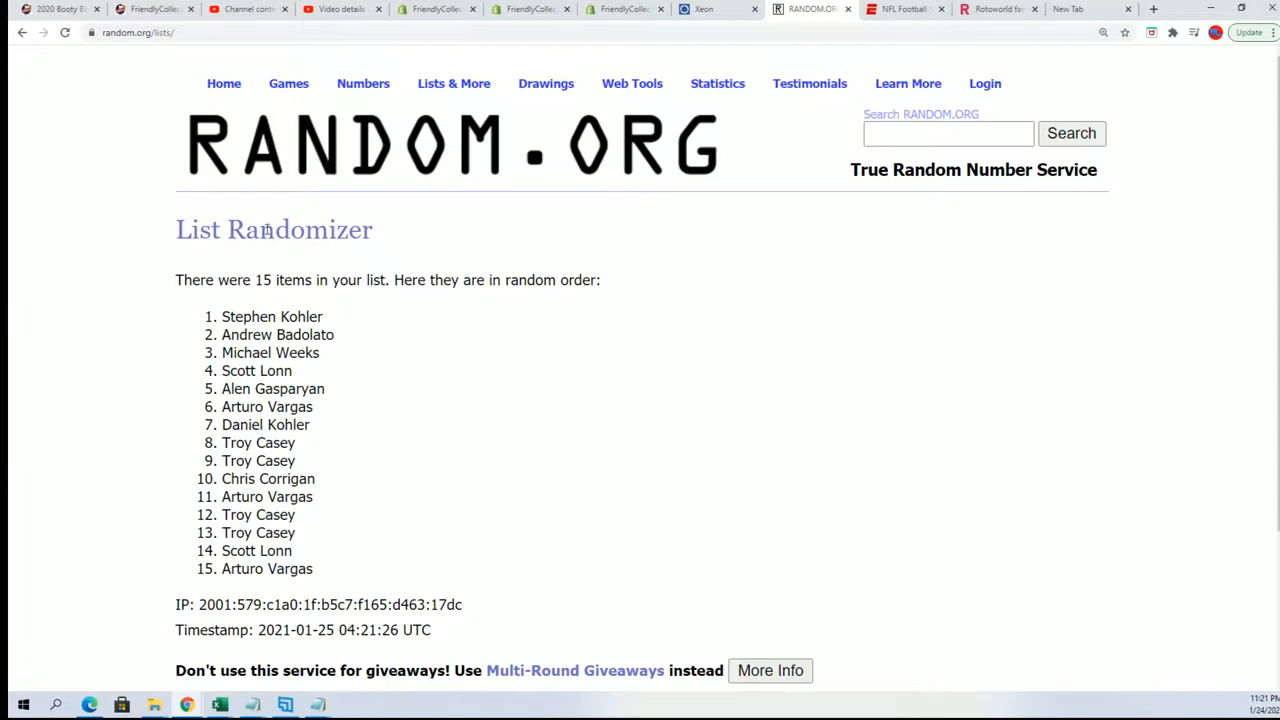 2020 Booty B
FriendlyCollec
Channel conte
Video details
FriendlyCollec
FriendlyCollec
FriendlyCollec
Xeon
RANDOM.OR
NFL Football
Rotoworld fan
New Tab
random.org/lists/
Update
Home Games Numbers Lists & More Drawings Web Tools Statistics Testimonials Learn More Login
RANDOM.ORG
Search RANDOM.ORG
Search
True Random Number Service
List Randomizer
There were 15 items in your list. Here they are in random order:
1. Stephen Kohler
2. Andrew Badolato
3. Michael Weeks
4. Scott Lonn
5. Alen Gasparyan
6. Arturo Vargas
7. Daniel Kohler
8. Troy Casey
9. Troy Casey
10. Chris Corrigan
11. Arturo Vargas
12. Troy Casey
13. Troy Casey
14. Scott Lonn
15. Arturo Vargas
IP: 2001:579:c1a0:1f:b5c7:f165:d463:17dc
Timestamp: 2021-01-25 04:21:26 UTC
Don't use this service for giveaways! Use Multi-Round Giveaways instead More Info
11:21 PM
1/24/202